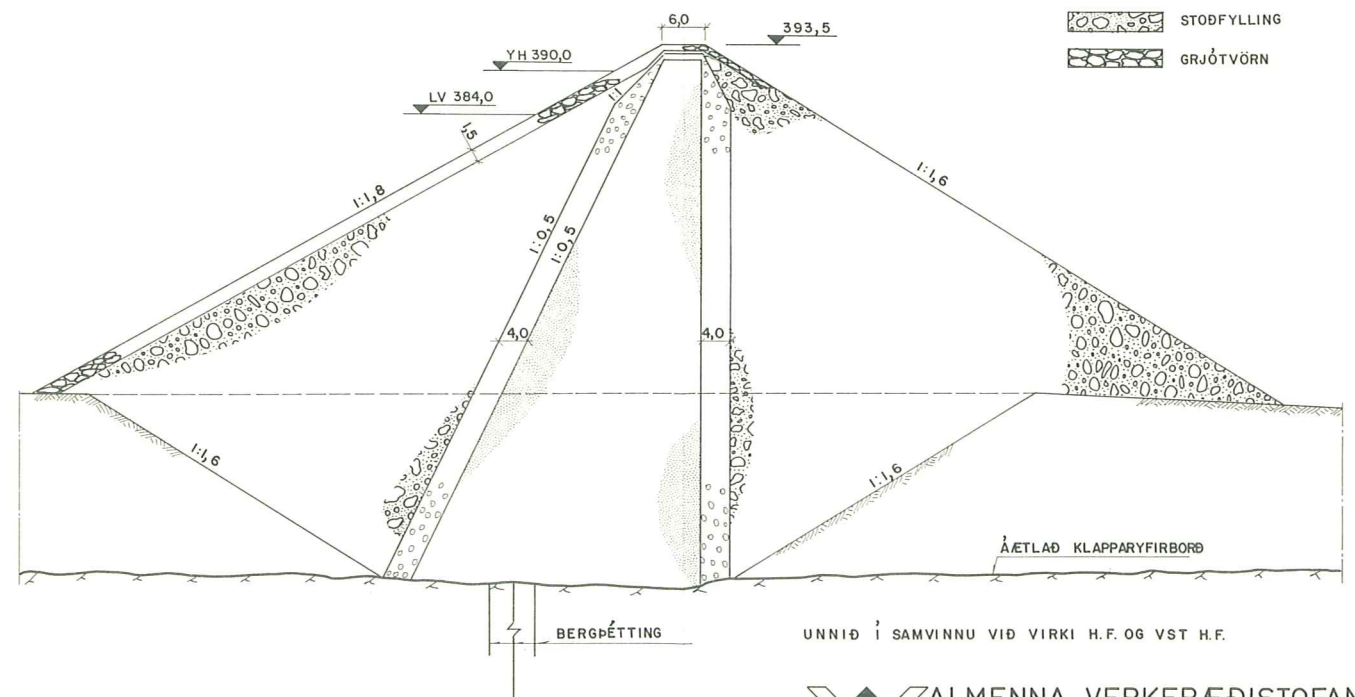 STOÐFYLLING
GRJÓTVÖRN
6,0
393,5
YH 390,0
LV 384,0
1:1
1,5
1:1,8
1:1,6
1:0,5
1:0,5
4,0
4,0
1:1,6
1:1,6
ÁÆTLAÐ KLAPPARYFIRBORÐ
BERGÞÉTTING
UNNIÐ Í SAMVINNU VIÐ VIRKI H.F. OG VST H.F.
ALMENNA VERKFRÆÐISTOFAN